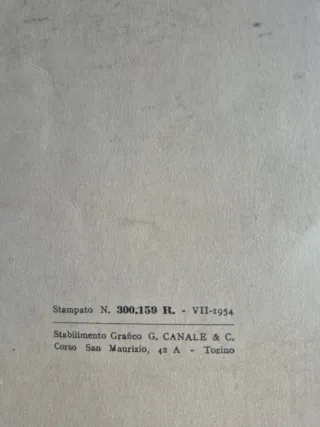 Stampato N. 300.159 R. - VII-1954
Stabilimento Grafico G. CANALE & C.
Corso San Maurizio, 42 A - Torino